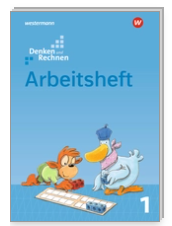 westermann
Denken und
Rechnen
Arbeitsheft
1